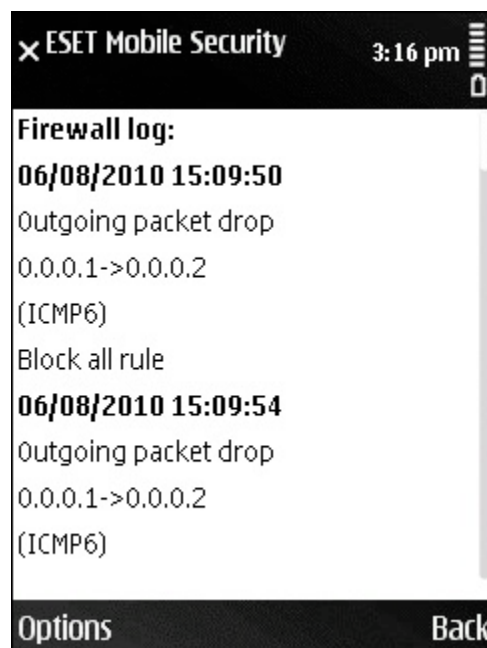 ESET Mobile Security
3:16 pm
Firewall log:
06/08/2010 15:09:50
Outgoing packet drop
0.0.0.1->0.0.0.2
(ICMP6)
Block all rule
06/08/2010 15:09:54
Outgoing packet drop
0.0.0.1->0.0.0.2
(ICMP6)
Options
Back